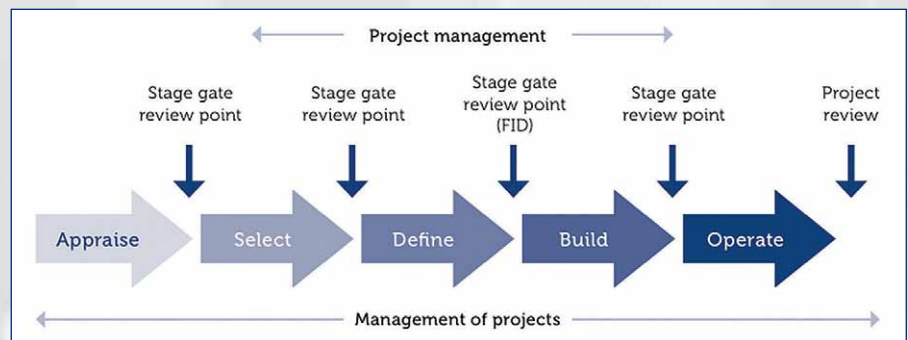 Project management
Stage gate
review point
Stage gate
review point
Stage gate
review point
(FID)
Stage gate
review point
Project
review
Appraise
Select
Define
Build
Operate
Management of projects